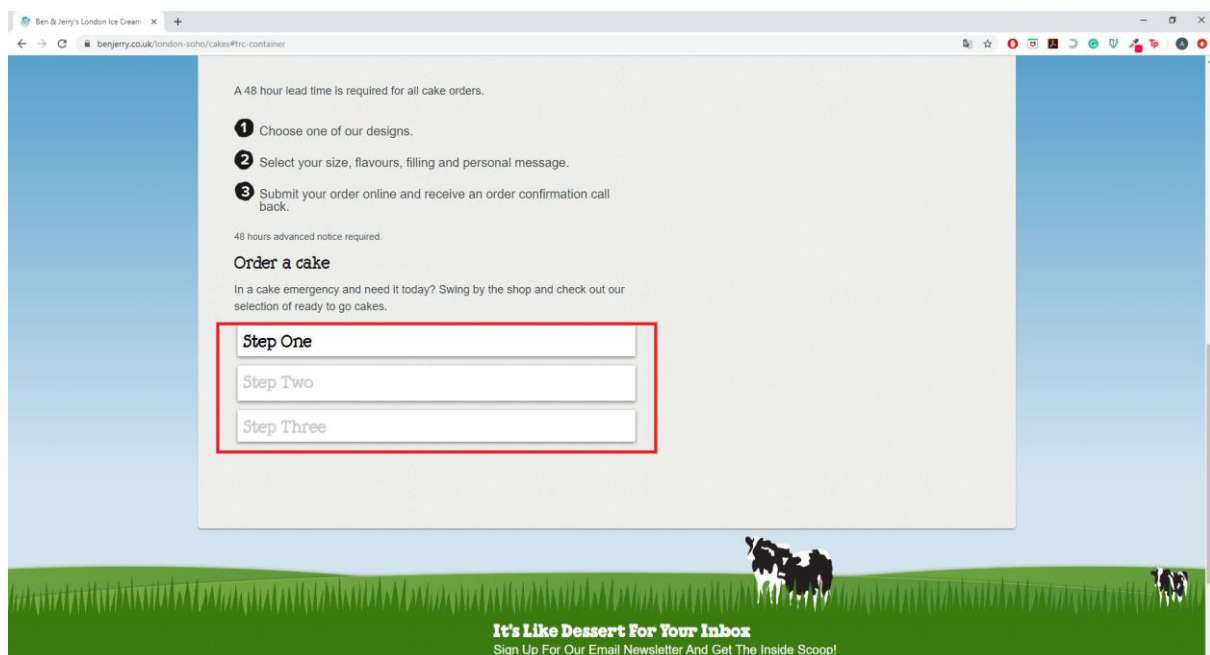 Ben & Jerry's London Ice Cream
benjerry.co.uk/london-soho/cakes#trc-container
A 48 hour lead time is required for all cake orders.
1 Choose one of our designs.
2 Select your size, flavours, filling and personal message.
3 Submit your order online and receive an order confirmation call
back.
48 hours advanced notice required.
Order a cake
In a cake emergency and need it today? Swing by the shop and check out our
selection of ready to go cakes.
Step One
Step Two
Step Three
It's Like Dessert For Your Inbox
Sign Up For Our Email Newsletter And Get The Inside Scoop!